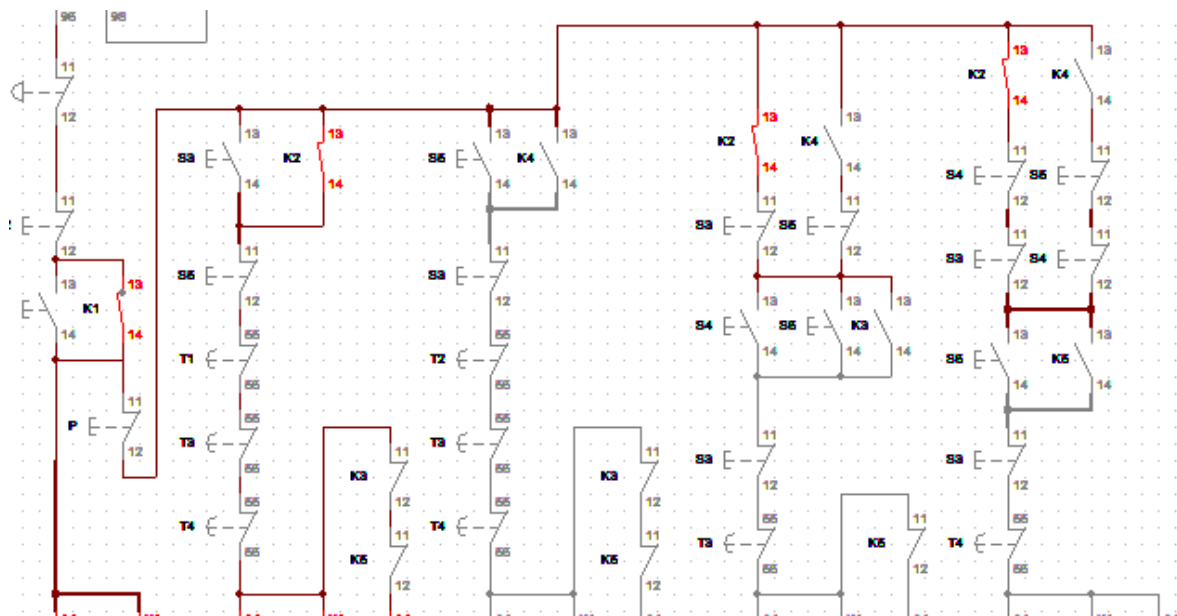 96 98
13 13
11 K2 K4
14 14
12 13
13 13 13 13 K2 K4
S3 K2 S5 K4 11 11
14 14 S4 S5
14 14 14 14 12 12
11 11 11
S3 S5
12 11 11 12 12 11 11
S5 S3 S3 S4
13 13 12 12 12 12
K1 13 13 13
14 14 S4 S5 K3
55 55 14 14 14 13 13
T1 T2 S5 K5
56 56 14 14
11
P 55 55
T3 T3 11 11
12 11 11 S3 S3
56 K3 56 K3 12 12
12 12
55 55 55 55
T4 T4 11 11
K5 K5 T3 K5 T4
56 56 12
12 12 56 56